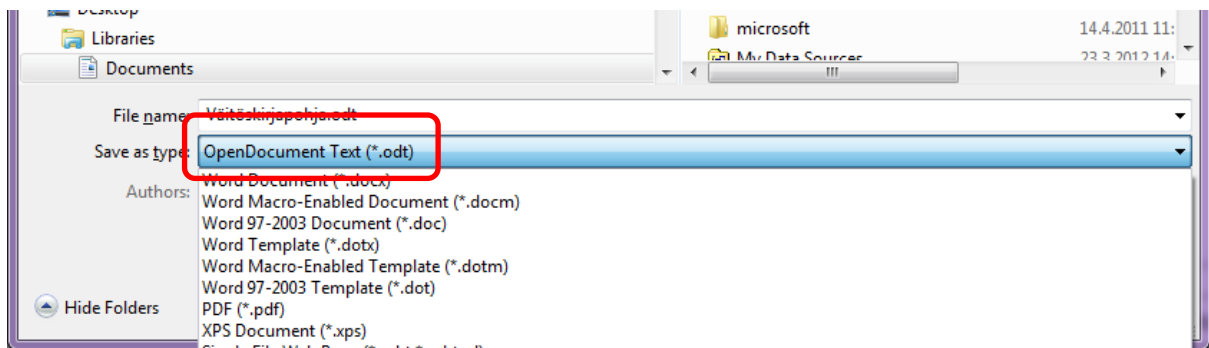 Desktop
Libraries
Documents
microsoft 14.4.2011 11:
My Data Sources 23.3.2012 14:
File name: Väitöskirjapohja.odt
Save as type: OpenDocument Text (*.odt)
Authors:
Word Document (*.docx)
Word Macro-Enabled Document (*.docm)
Word 97-2003 Document (*.doc)
Word Template (*.dotx)
Word Macro-Enabled Template (*.dotm)
Word 97-2003 Template (*.dot)
Hide Folders
PDF (*.pdf)
XPS Document (*.xps)